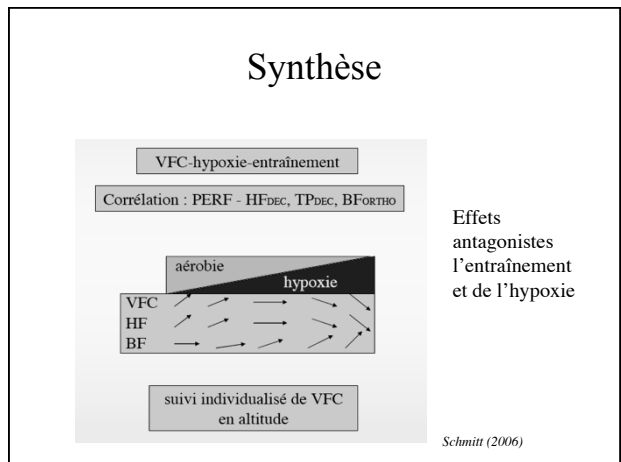 Synthèse
VFC-hypoxie-entraînement
Corrélation : PERF - HFDEC, TPDEC, BFORTHO
aérobie
hypoxie
VFC
HF
BF
suivi individualisé de VFC
en altitude
Effets
antagonistes
l'entraînement
et de l'hypoxie
Schmitt (2006)